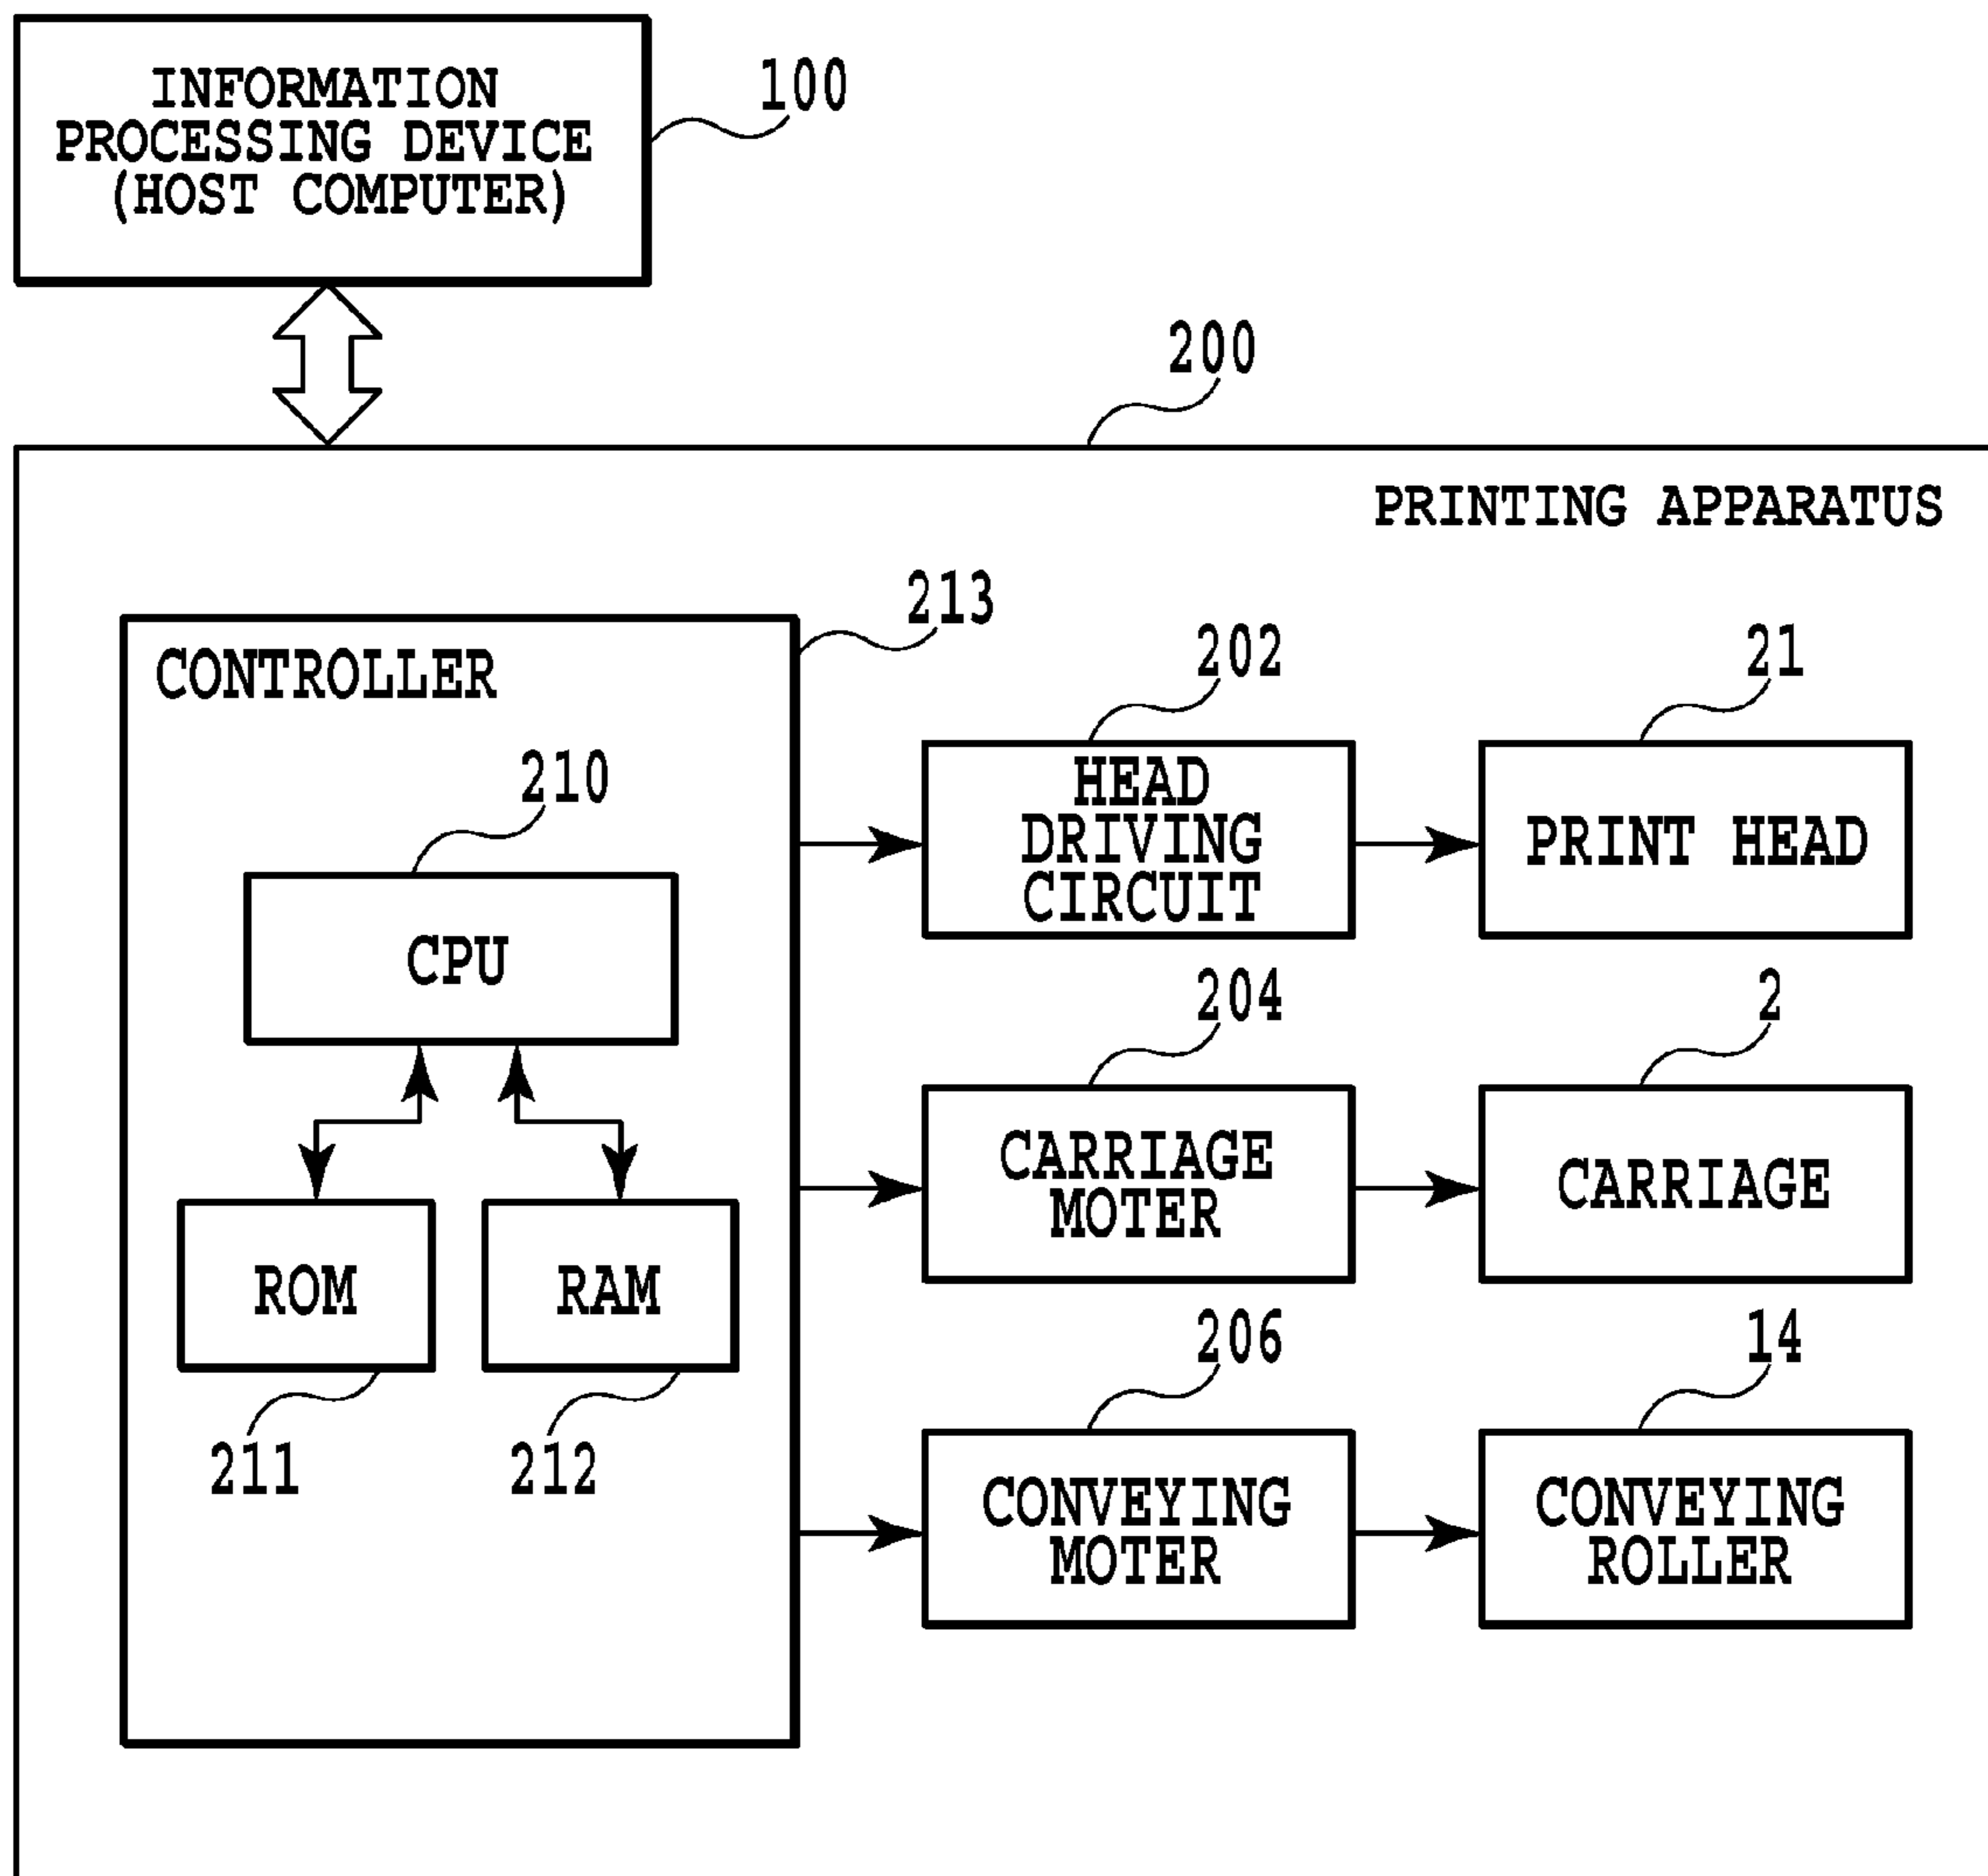 INFORMATION
PROCESSING DEVICE
(HOST COMPUTER)
100
200
PRINTING APPARATUS
213
CONTROLLER
202
21
210
HEAD
DRIVING
CIRCUIT
PRINT HEAD
CPU
204
2
CARRIAGE
MOTER
CARRIAGE
ROM
RAM
206
14
211
212
CONVEYING
MOTER
CONVEYING
ROLLER